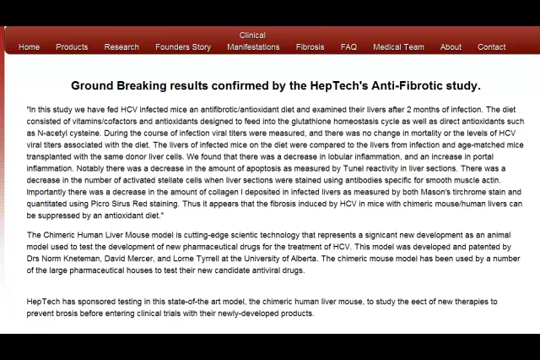 Home Products Research Founders Story Clinical Manifestations Fibrosis FAQ Medical Team About Contact
Ground Breaking results confirmed by the HepTech's Anti-Fibrotic study.
"In this study we have fed HCV infected mice an antifibrotic/antioxidant diet and examined their livers after 2 months of infection. The diet
consisted of vitamins/cofactors and antioxidants designed to feed into the glutathione homeostasis cycle as well as direct antioxidants such
as N-acetyl cysteine. During the course of infection viral titers were measured, and there was no change in mortality or the levels of HCV
viral titers associated with the diet. The livers of infected mice on the diet were compared to the livers from infection and age-matched mice
transplanted with the same donor liver cells. We found that there was a decrease in lobular inflammation, and an increase in portal
inflammation. Notably there was a decrease in the amount of apoptosis as measured by Tunel reactivity in liver sections. There was a
decrease in the number of activated stellate cells when liver sections were stained using antibodies specific for smooth muscle actin.
Importantly there was a decrease in the amount of collagen I deposited in infected livers as measured by both Mason's tirchrome stain and
quantitated using Picro Sirus Red staining. Thus it appears that the fibrosis induced by HCV in mice with chimeric mouse/human livers can
be suppressed by an antioxidant diet."
The Chimeric Human Liver Mouse model is cutting-edge scientic technology that represents a signicant new development as an animal
model used to test the development of new pharmaceutical drugs for the treatment of HCV. This model was developed and patented by
Drs Norm Kneteman, David Mercer, and Lorne Tyrrell at the University of Alberta. The chimeric mouse model has been used by a number
of the large pharmaceutical houses to test their new candidate antiviral drugs.
HepTech has sponsored testing in this state-of-the art model, the chimeric human liver mouse, to study the eect of new therapies to
prevent brosis before entering clinical trials with their newly-developed products.